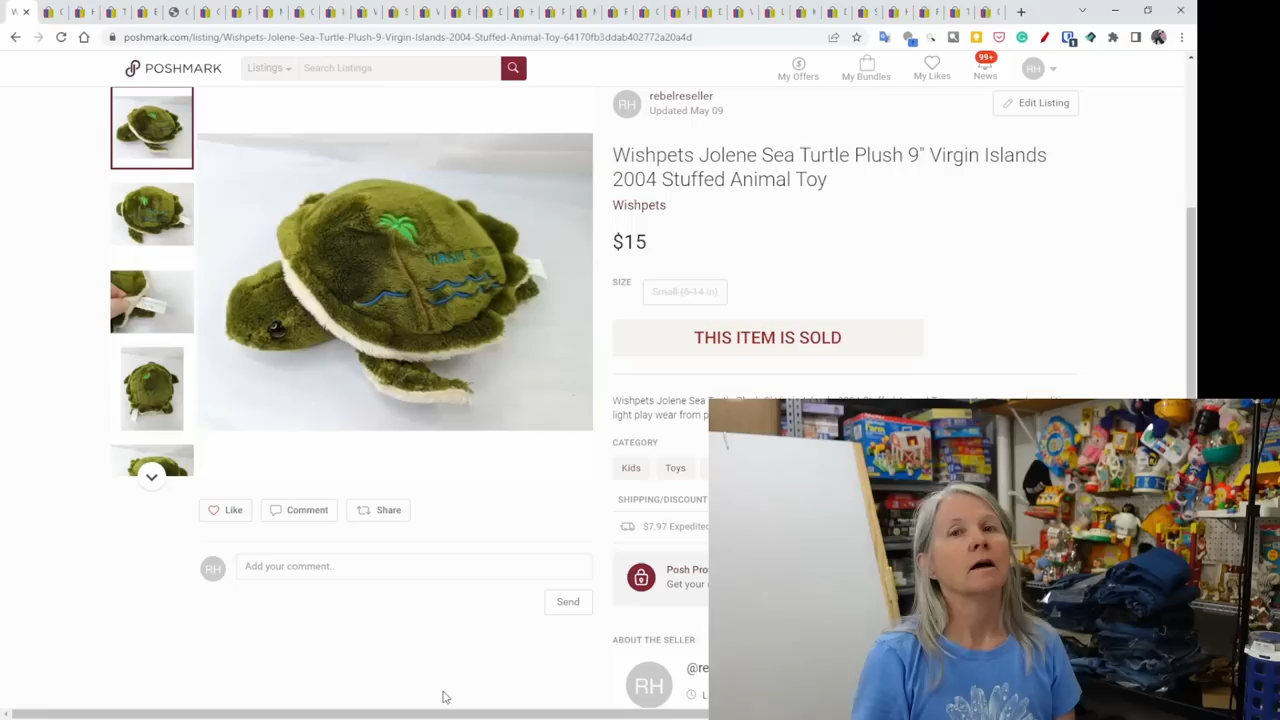 poshmark.com/listing/Wishpets-Jolene-Sea-Turtle-Plush-9-Virgin-Islands-2004-Stuffed-Animal-Toy-64170fb3ddab402772a20a4d
POSHMARK
Listings
Search Listings
My Offers
My Bundles
My Likes
99+
News
RH
RH
rebelreseller
Updated May 09
Edit Listing
Wishpets Jolene Sea Turtle Plush 9" Virgin Islands
2004 Stuffed Animal Toy
Wishpets
$15
SIZE
Small (6-14 in)
THIS ITEM IS SOLD
Wishpets Jolene Sea
light play wear from p
CATEGORY
Kids
Toys
SHIPPING/DISCOUNT
$7.97 Expedited
Posh Pro
Get your
ABOUT THE SELLER
RH
@re
Like
Comment
Share
RH
Add your comment..
Send